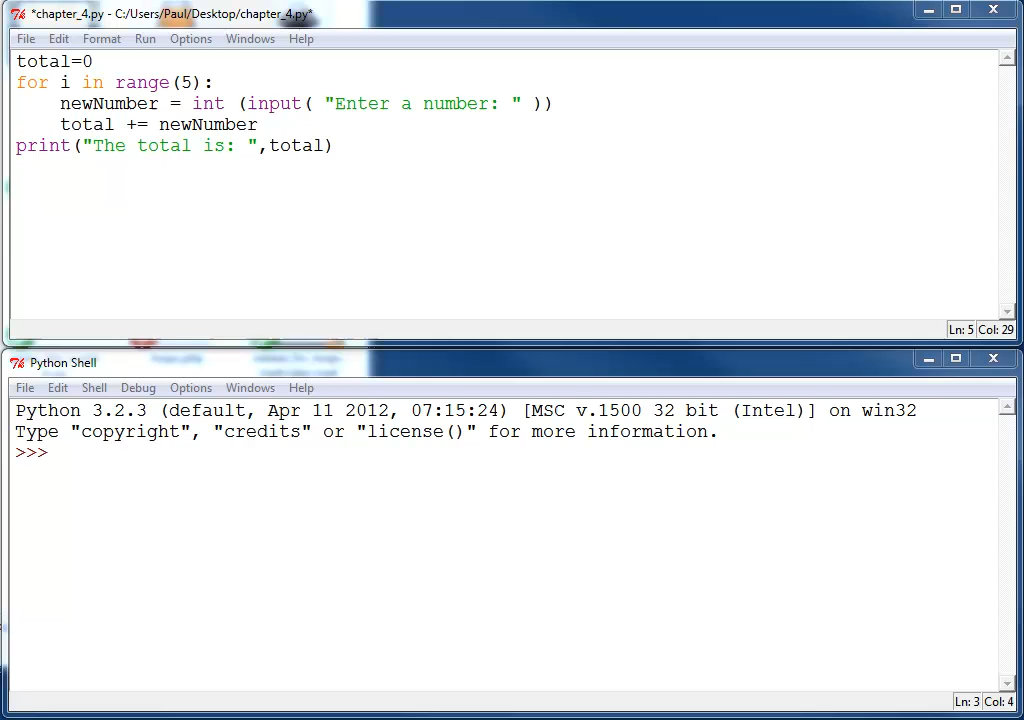 *chapter_4.py - C:/Users/Paul/Desktop/chapter_4.py*
File Edit Format Run Options Windows Help
total=0
for i in range(5):
    newNumber = int (input( "Enter a number: " ))
    total += newNumber
print("The total is: ",total)
Ln: 5 Col: 29
Python Shell
File Edit Shell Debug Options Windows Help
Python 3.2.3 (default, Apr 11 2012, 07:15:24) [MSC v.1500 32 bit (Intel)] on win32
Type "copyright", "credits" or "license()" for more information.
>>>
Ln: 3 Col: 4